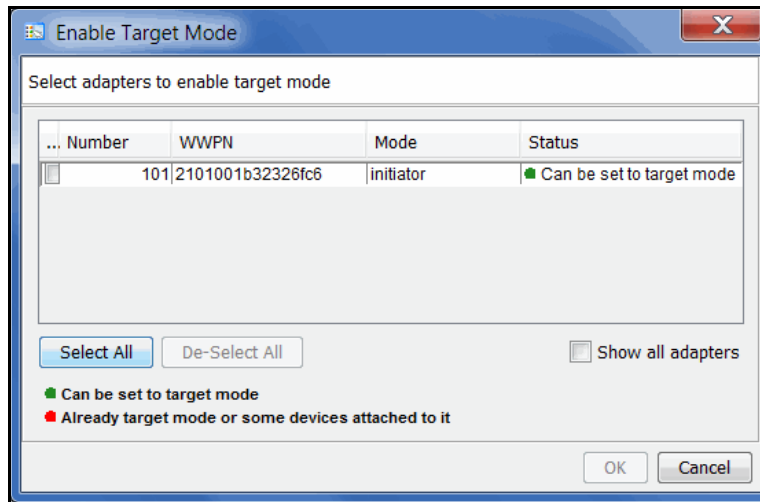 Enable Target Mode
X
Select adapters to enable target mode
... Number WWPN Mode Status
101 2101001b32326fc6 initiator Can be set to target mode
Select All De-Select All Show all adapters
Can be set to target mode
Already target mode or some devices attached to it
OK Cancel